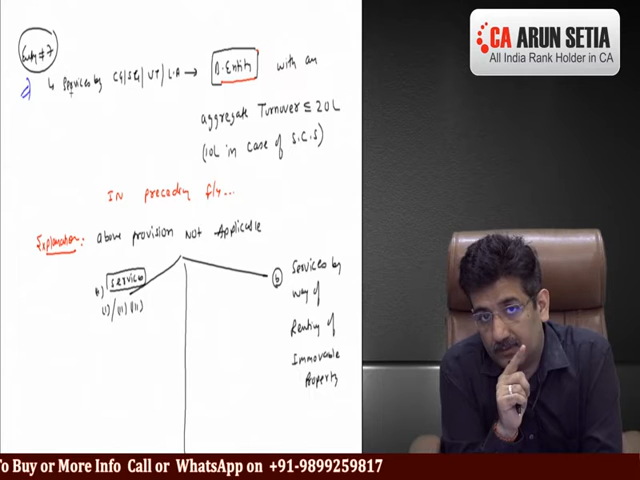 Entry # 7
↳ Services by CG/SG/UT/L.A → B.Entity with an
aggregate Turnover ≤ 20L
(10L in case of S.C.S)
IN preceding f/y...
Explanation: above provision NOT Applicable
a) Services
(i)/(ii)/(iii)
(b) Services by
way of
Renting of
Immovable
Property
CA ARUN SETIA
All India Rank Holder in CA
To Buy or More Info Call or WhatsApp on +91-9899259817